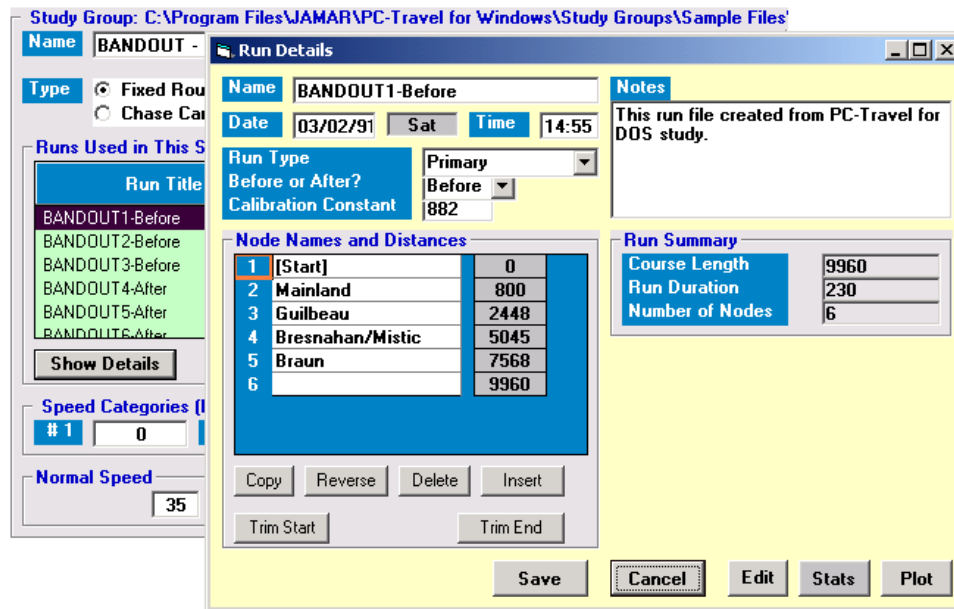 Study Group: C:\Program Files\JAMAR\PC-Travel for Windows\Study Groups\Sample Files'
Name BANDOUT -
Type Fixed Rou
Chase Car
Runs Used in This S
Run Title
BANDOUT1-Before
BANDOUT2-Before
BANDOUT3-Before
BANDOUT4-After
BANDOUT5-After
BANDOUT6-After
Show Details
Speed Categories (
# 1 0
Normal Speed
35
Run Details
Name BANDOUT1-Before
Date 03/02/91 Sat Time 14:55
Run Type Primary
Before or After? Before
Calibration Constant 882
Node Names and Distances
1 [Start] 0
2 Mainland 800
3 Guilbeau 2448
4 Bresnahan/Mistic 5045
5 Braun 7568
6 9960
Copy Reverse Delete Insert
Trim Start Trim End
Notes
This run file created from PC-Travel for
DOS study.
Run Summary
Course Length 9960
Run Duration 230
Number of Nodes 6
Save Cancel Edit Stats Plot